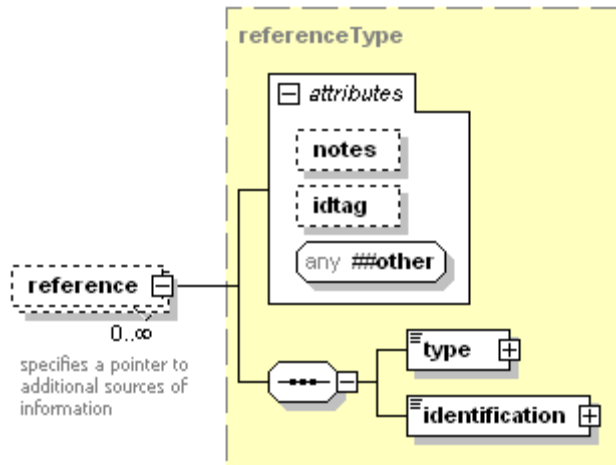 referenceType
attributes
notes
idtag
any ##other
reference
0..∞
specifies a pointer to
additional sources of
information
type
identification